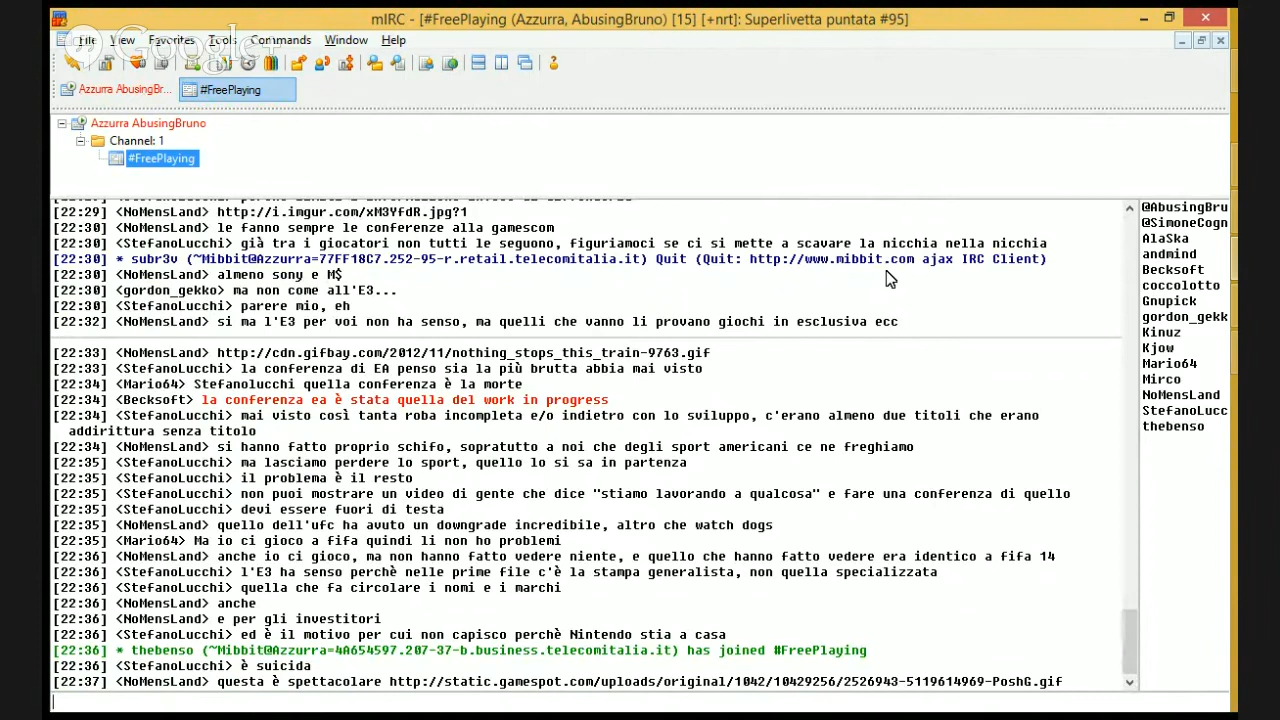 mIRC - [#FreePlaying (Azzurra, AbusingBruno) [15] [+nrt]: Superlivetta puntata #95]
File View Favorites Tools Commands Window Help
Google+
Azzurra AbusingBr... #FreePlaying
Azzurra AbusingBruno
Channel: 1
#FreePlaying
[22:29] <NoMensLand> http://i.imgur.com/xM3YfdR.jpg?1
[22:30] <NoMensLand> le fanno sempre le conferenze alla gamescom
[22:30] <StefanoLucchi> già tra i giocatori non tutti le seguono, figuriamoci se ci si mette a scavare la nicchia nella nicchia
[22:30] * subr3v (~Mibbit@Azzurra=77FF18C7.252-95-r.retail.telecomitalia.it) Quit (Quit: http://www.mibbit.com ajax IRC Client)
[22:30] <NoMensLand> almeno sony e M$
[22:30] <gordon_gekko> ma non come all'E3...
[22:30] <StefanoLucchi> parere mio, eh
[22:32] <NoMensLand> si ma l'E3 per voi non ha senso, ma quelli che vanno li provano giochi in esclusiva ecc
[22:33] <NoMensLand> http://cdn.gifbay.com/2012/11/nothing_stops_this_train-9763.gif
[22:33] <StefanoLucchi> la conferenza di EA penso sia la più brutta abbia mai visto
[22:34] <Mario64> Stefanolucchi quella conferenza è la morte
[22:34] <Becksoft> la conferenza ea è stata quella del work in progress
[22:34] <StefanoLucchi> mai visto così tanta roba incompleta e/o indietro con lo sviluppo, c'erano almeno due titoli che erano
addirittura senza titolo
[22:34] <NoMensLand> si hanno fatto proprio schifo, sopratutto a noi che degli sport americani ce ne freghiamo
[22:35] <StefanoLucchi> ma lasciamo perdere lo sport, quello lo si sa in partenza
[22:35] <StefanoLucchi> il problema è il resto
[22:35] <StefanoLucchi> non puoi mostrare un video di gente che dice "stiamo lavorando a qualcosa" e fare una conferenza di quello
[22:35] <StefanoLucchi> devi essere fuori di testa
[22:35] <NoMensLand> quello dell'ufc ha avuto un downgrade incredibile, altro che watch dogs
[22:35] <Mario64> Ma io ci gioco a fifa quindi li non ho problemi
[22:36] <NoMensLand> anche io ci gioco, ma non hanno fatto vedere niente, e quello che hanno fatto vedere era identico a fifa 14
[22:36] <StefanoLucchi> l'E3 ha senso perchè nelle prime file c'è la stampa generalista, non quella specializzata
[22:36] <StefanoLucchi> quella che fa circolare i nomi e i marchi
[22:36] <NoMensLand> anche
[22:36] <NoMensLand> e per gli investitori
[22:36] <StefanoLucchi> ed è il motivo per cui non capisco perchè Nintendo stia a casa
[22:36] * thebenso (~Mibbit@Azzurra=4A654597.207-37-b.business.telecomitalia.it) has joined #FreePlaying
[22:36] <StefanoLucchi> è suicida
[22:37] <NoMensLand> questa è spettacolare http://static.gamespot.com/uploads/original/1042/10429256/2526943-5119614969-PoshG.gif
@AbusingBru
@SimoneCogn
AlaSka
andmind
Becksoft
coccolotto
Gnupick
gordon_gekk
Kinuz
Kjow
Mario64
Mirco
NoMensLand
StefanoLucc
thebenso